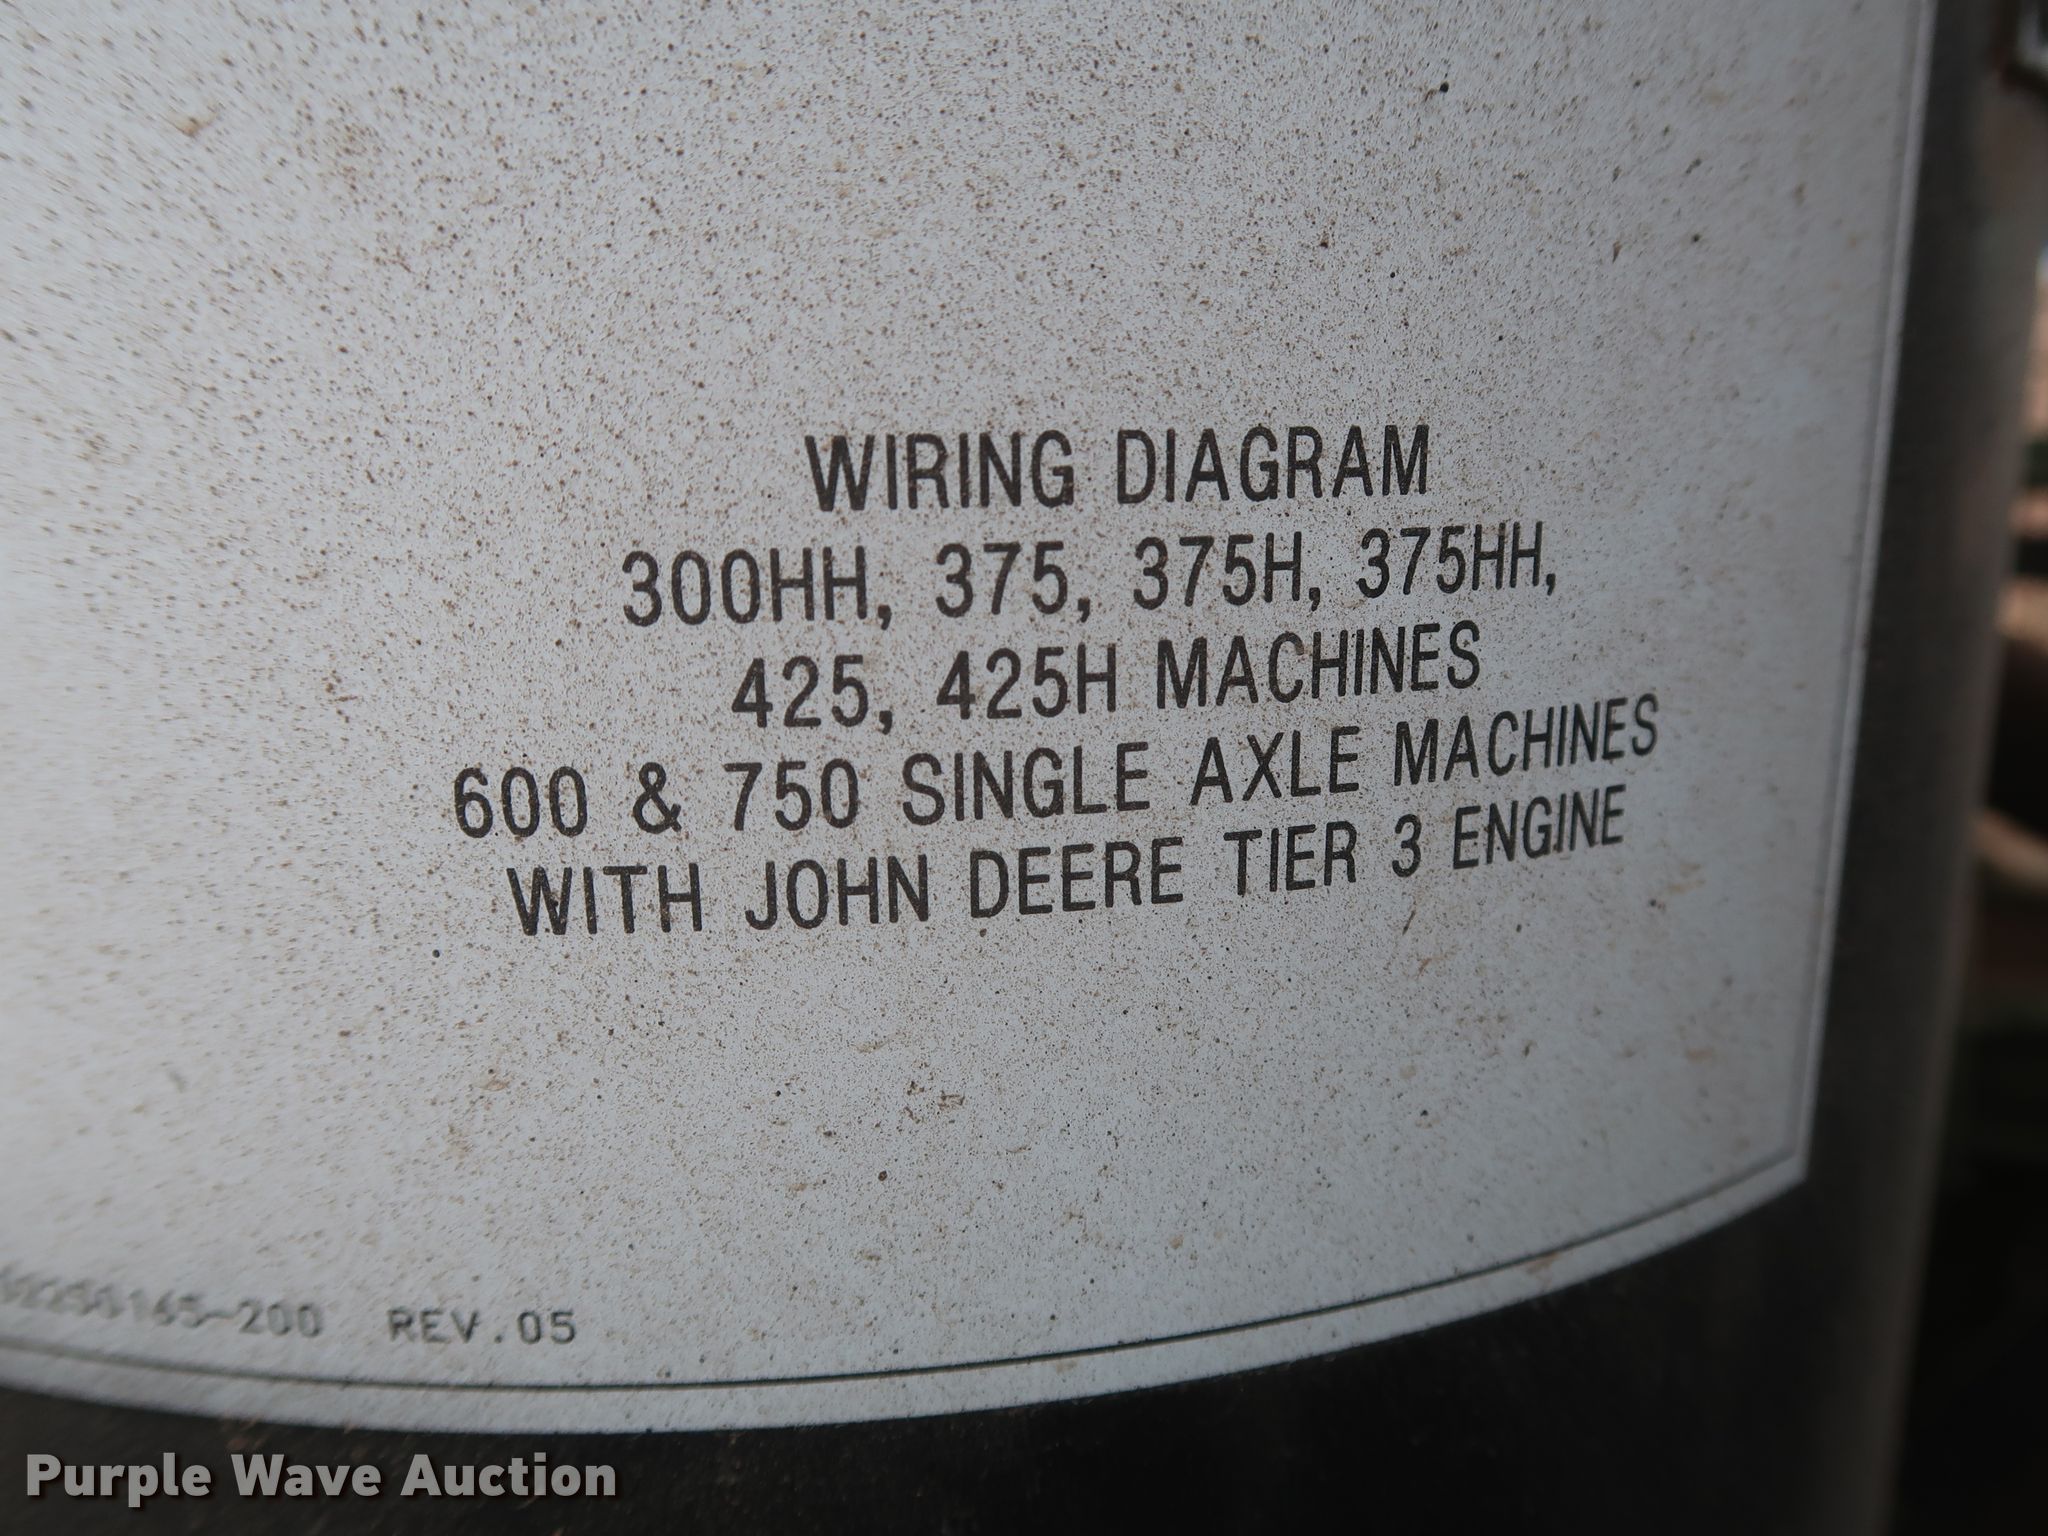 WIRING DIAGRAM
300HH, 375, 375H, 375HH,
425, 425H MACHINES
600 & 750 SINGLE AXLE MACHINES
WITH JOHN DEERE TIER 3 ENGINE
REV.05
Purple Wave Auction